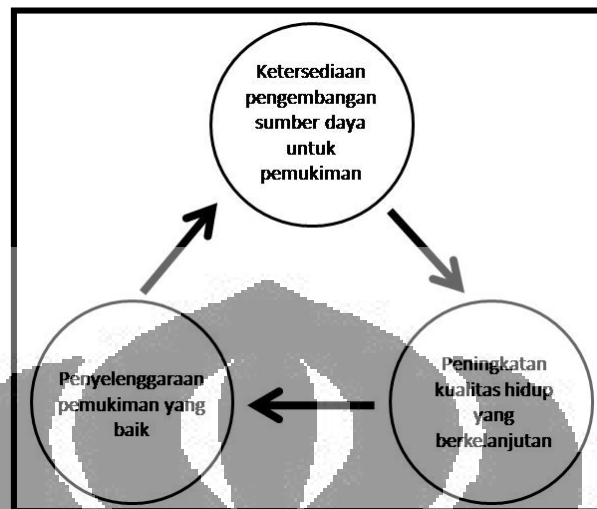 Ketersediaan
pengembangan
sumber daya
untuk
pemukiman
Penyelenggaraan
pemukiman yang
baik
Peningkatan
kualitas hidup
yang
berkelanjutan